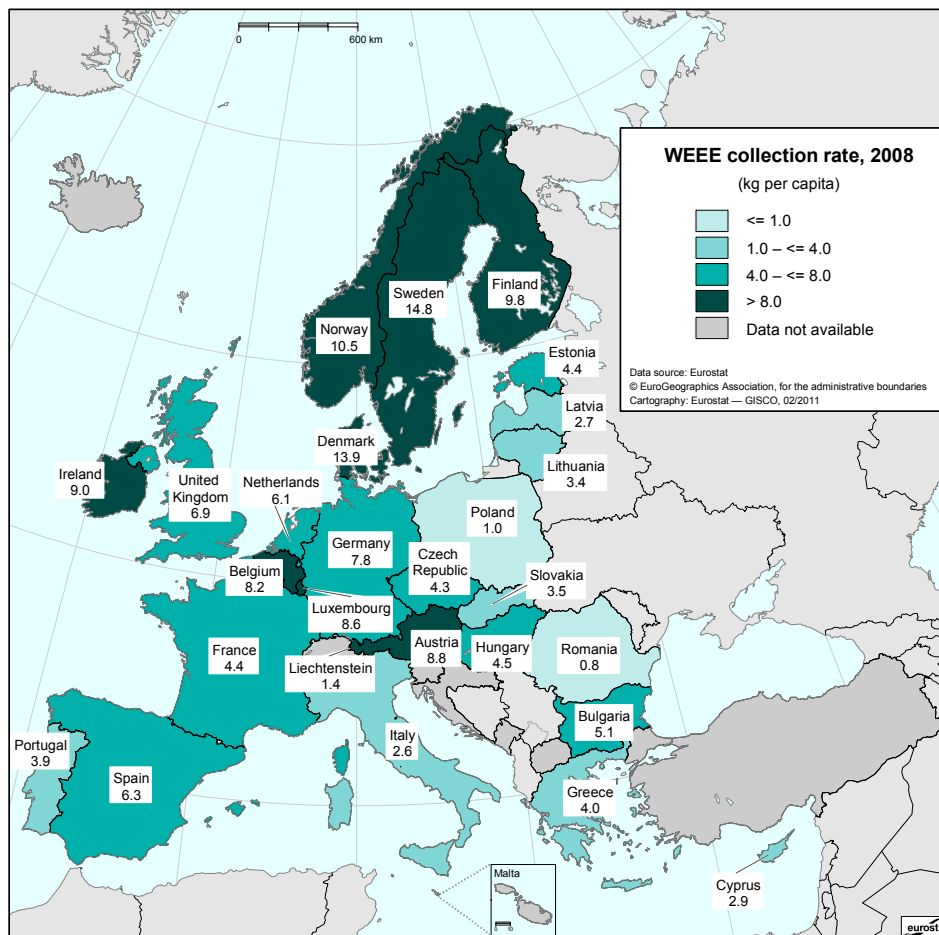 0 600 km
WEEE collection rate, 2008
(kg per capita)
<= 1.0
1.0 – <= 4.0
4.0 – <= 8.0
> 8.0
Data not available
Data source: Eurostat
© EuroGeographics Association, for the administrative boundaries
Cartography: Eurostat — GISCO, 02/2011
Finland
9.8
Sweden
14.8
Norway
10.5
Estonia
4.4
Latvia
2.7
Lithuania
3.4
Denmark
13.9
Ireland
9.0
United
Kingdom
6.9
Netherlands
6.1
Poland
1.0
Germany
7.8
Czech
Republic
4.3
Slovakia
3.5
Belgium
8.2
Luxembourg
8.6
France
4.4
Liechtenstein
1.4
Austria
8.8
Hungary
4.5
Romania
0.8
Bulgaria
5.1
Italy
2.6
Portugal
3.9
Spain
6.3
Greece
4.0
Cyprus
2.9
Malta